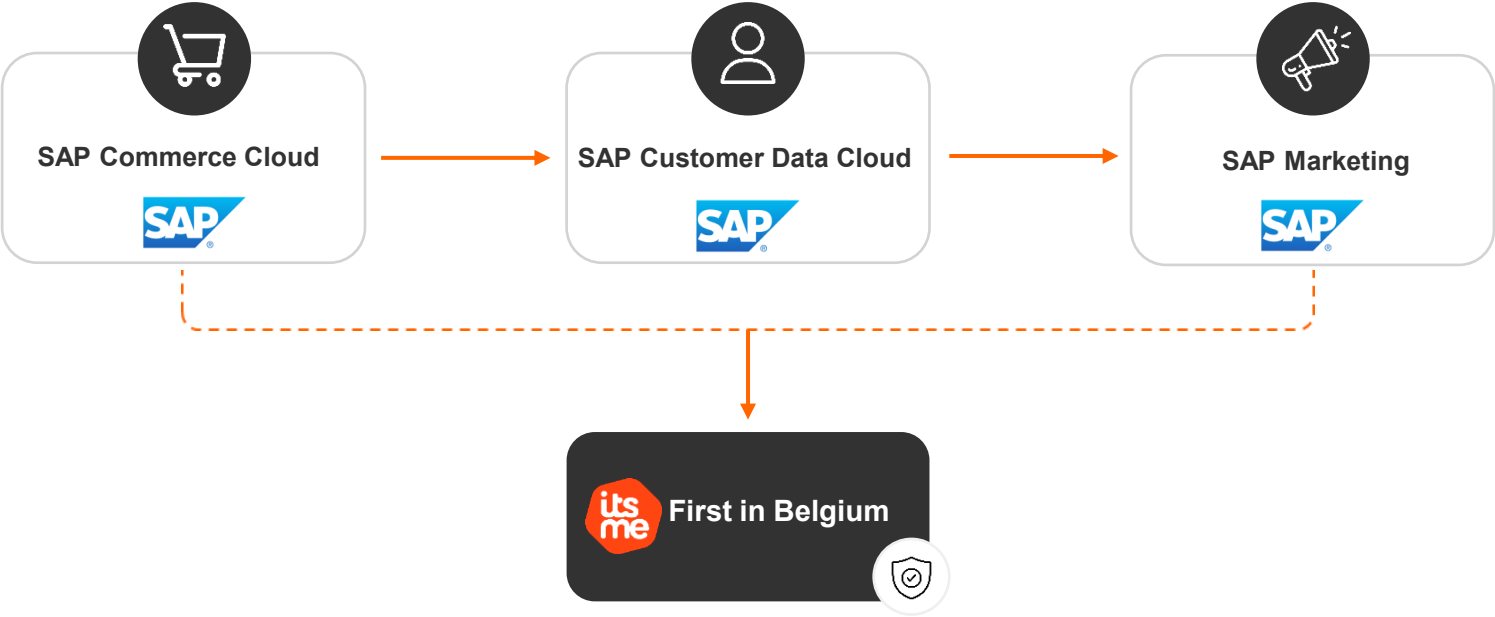 SAP Commerce Cloud
SAP®
SAP Customer Data Cloud
SAP®
SAP Marketing
SAP®
its
me
First in Belgium